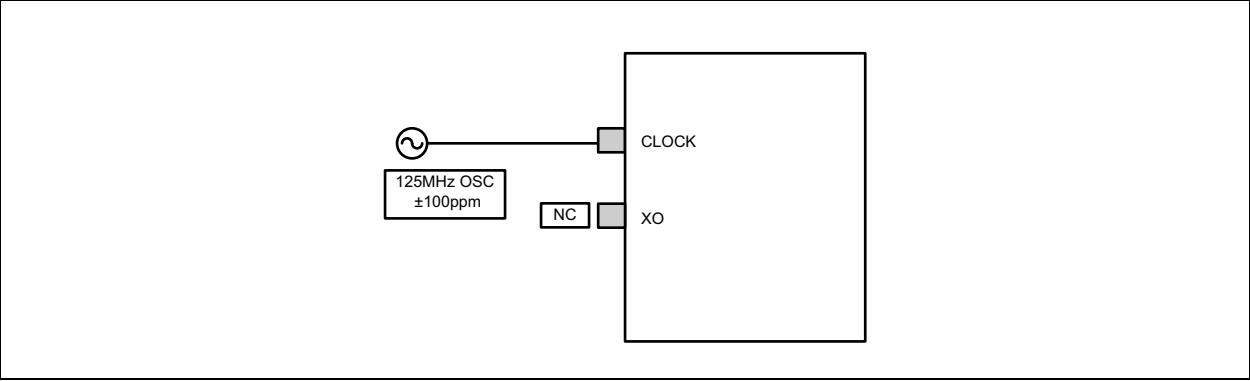 CLOCK
125MHz OSC
±100ppm
NC
XO